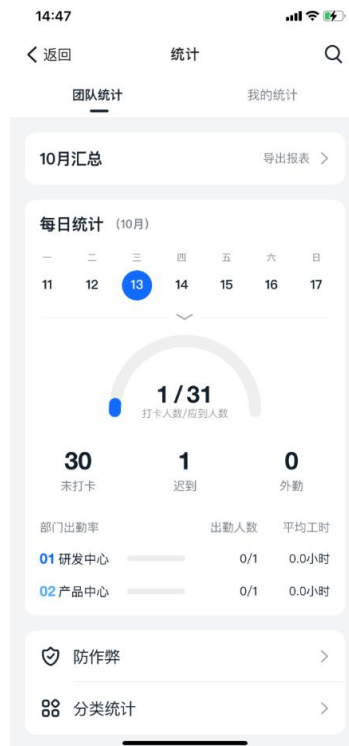 14:47
返回 统计
团队统计 我的统计
10月汇总 导出报表
每日统计 (10月)
一 二 三 四 五 六 日
11 12 13 14 15 16 17
1/31
打卡人数/应到人数
30 1 0
未打卡 迟到 外勤
部门出勤率 出勤人数 平均工时
01 研发中心 0/1 0.0小时
02 产品中心 0/1 0.0小时
防作弊
分类统计